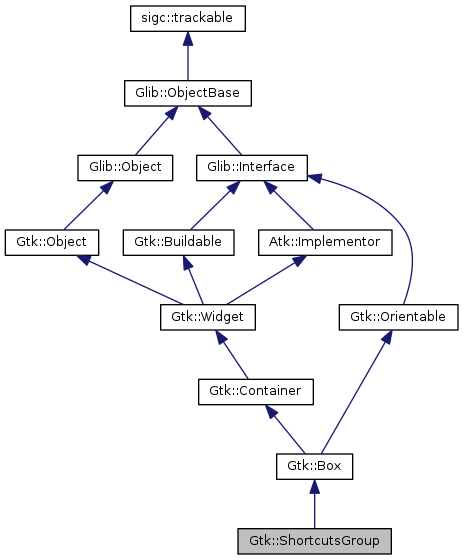 sigc::trackable
Glib::ObjectBase
Glib::Object
Glib::Interface
Gtk::Object
Gtk::Buildable
Atk::Implementor
Gtk::Widget
Gtk::Orientable
Gtk::Container
Gtk::Box
Gtk::ShortcutsGroup